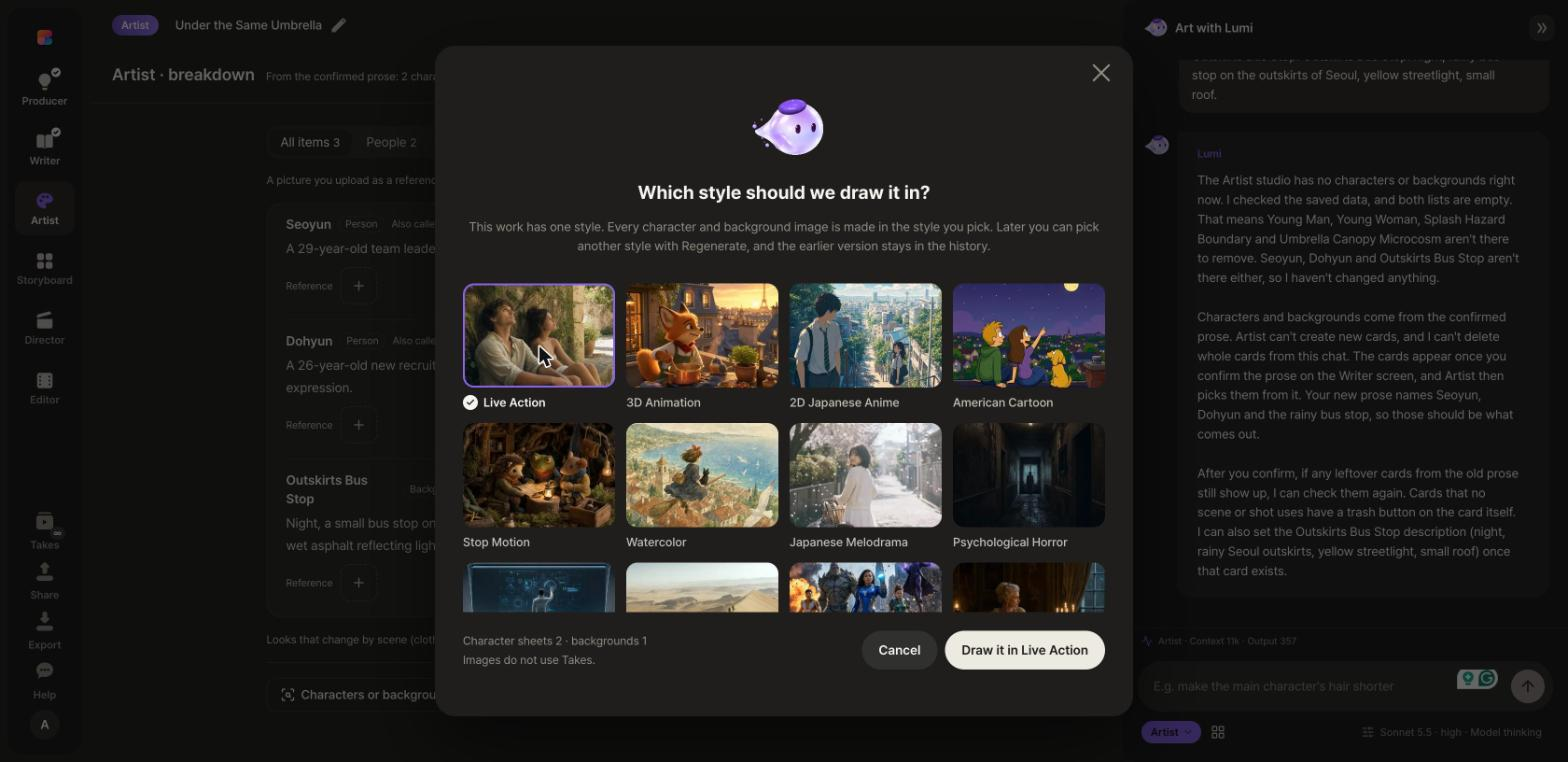 Artist
Under the Same Umbrella
Artist · breakdown
From the confirmed prose: 2 chara
Producer
Writer
Artist
Storyboard
Director
Editor
Takes
Share
Export
Help
A
All items 3
People 2
A picture you upload as a referenc
Seoyun
Person
Also calle
A 29-year-old team leade
Reference
Dohyun
Person
Also calle
A 26-year-old new recruit
expression.
Reference
Outskirts Bus
Stop
Backg
Night, a small bus stop on
wet asphalt reflecting ligh
Reference
Looks that change by scene (cloth
Characters or backgrou
Which style should we draw it in?
This work has one style. Every character and background image is made in the style you pick. Later you can pick
another style with Regenerate, and the earlier version stays in the history.
Live Action
3D Animation
2D Japanese Anime
American Cartoon
Stop Motion
Watercolor
Japanese Melodrama
Psychological Horror
Character sheets 2 · backgrounds 1
Images do not use Takes.
Cancel
Draw it in Live Action
Art with Lumi
stop on the outskirts of Seoul, yellow streetlight, small
roof.
Lumi
The Artist studio has no characters or backgrounds right
now. I checked the saved data, and both lists are empty.
That means Young Man, Young Woman, Splash Hazard
Boundary and Umbrella Canopy Microcosm aren't there
to remove. Seoyun, Dohyun and Outskirts Bus Stop aren't
there either, so I haven't changed anything.
Characters and backgrounds come from the confirmed
prose. Artist can't create new cards, and I can't delete
whole cards from this chat. The cards appear once you
confirm the prose on the Writer screen, and Artist then
picks them from it. Your new prose names Seoyun,
Dohyun and the rainy bus stop, so those should be what
comes out.
After you confirm, if any leftover cards from the old prose
still show up, I can check them again. Cards that no
scene or shot uses have a trash button on the card itself.
I can also set the Outskirts Bus Stop description (night,
rainy Seoul outskirts, yellow streetlight, small roof) once
that card exists.
Artist · Context 11k · Output 357
E.g. make the main character's hair shorter
Artist
Sonnet 5.5 · high · Model thinking